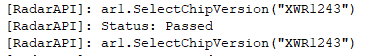 [RadarAPI]: ar1.SelectChipVersion("XWR1243")
[RadarAPI]: Status: Passed
[RadarAPI]: ar1.SelectChipVersion("XWR1243")